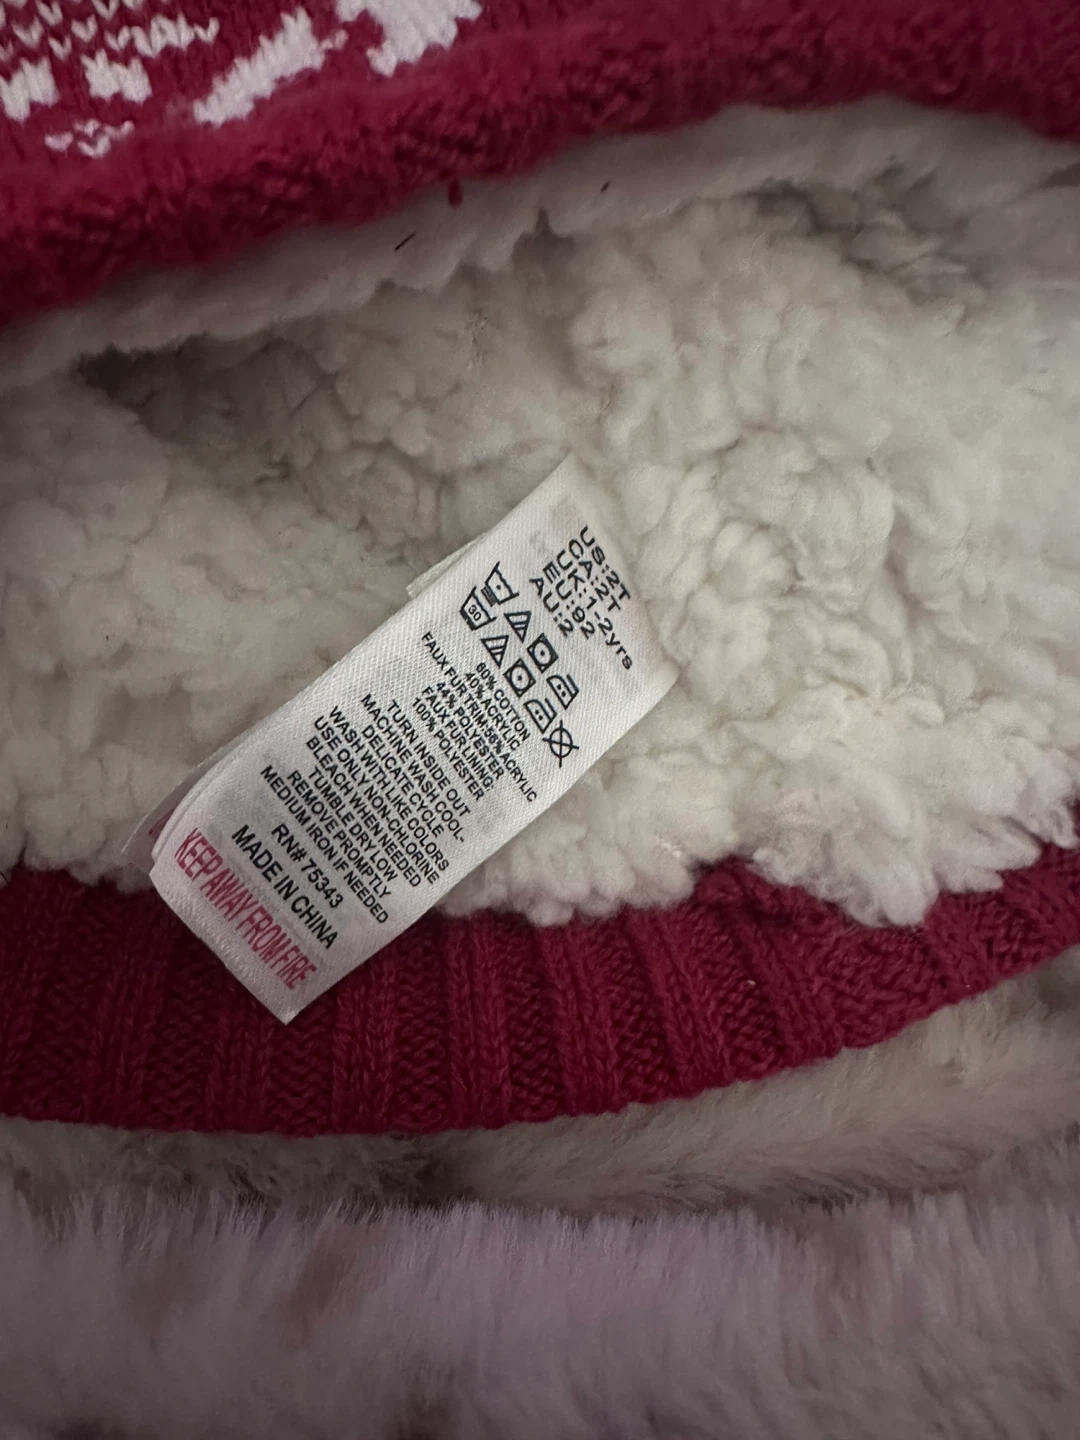 US:2T
CA:2T
UK:1-2yrs
EU:92
AU:2
30
60% COTTON
40% ACRYLIC
FAUX FUR TRIM:56% ACRYLIC
44% POLYESTER
FAUX FUR LINING:
100% POLYESTER
TURN INSIDE OUT
MACHINE WASH COOL-
DELICATE CYCLE
WASH WITH LIKE COLORS
USE ONLY NON-CHLORINE
BLEACH WHEN NEEDED
TUMBLE DRY LOW
REMOVE PROMPTLY
MEDIUM IRON IF NEEDED
RN# 75343
MADE IN CHINA
KEEP AWAY FROM FIRE